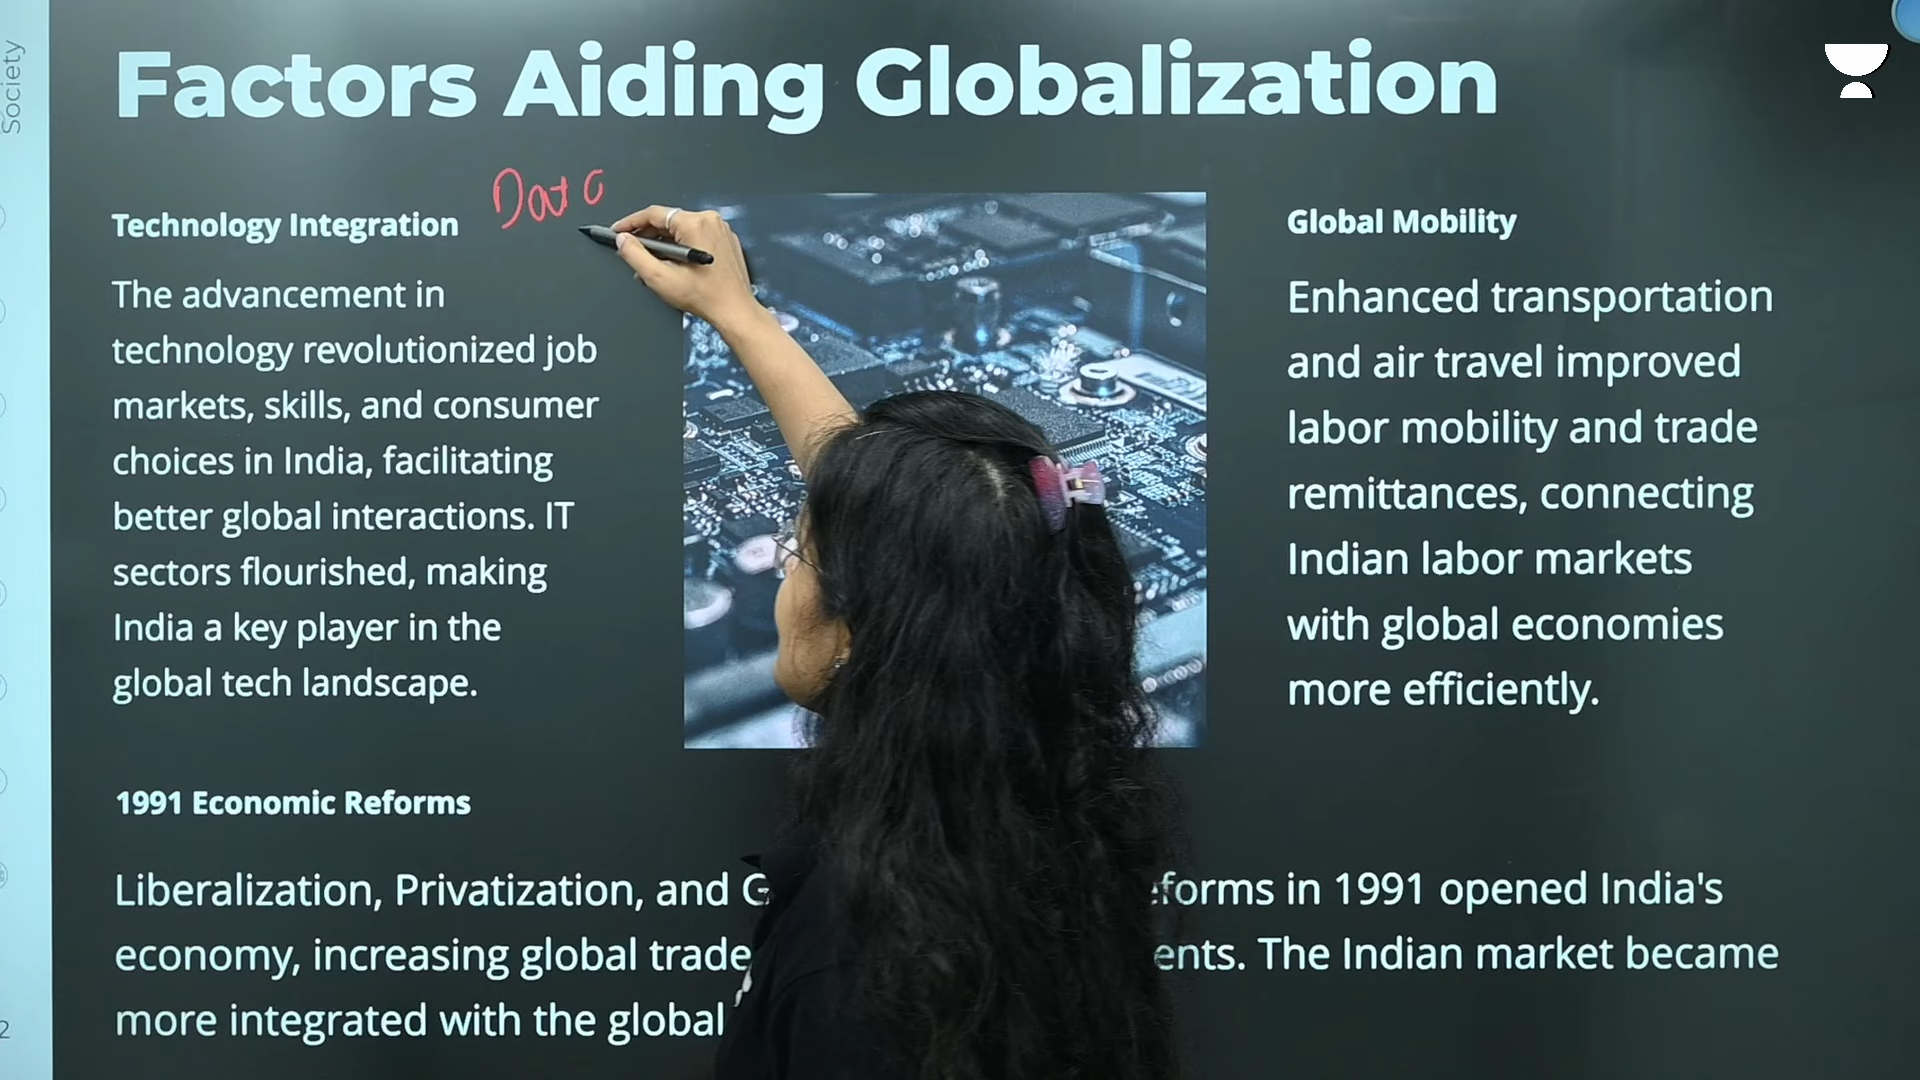 Society
Factors Aiding Globalization
Data
Technology Integration
The advancement in
technology revolutionized job
markets, skills, and consumer
choices in India, facilitating
better global interactions. IT
sectors flourished, making
India a key player in the
global tech landscape.
Global Mobility
Enhanced transportation
and air travel improved
labor mobility and trade
remittances, connecting
Indian labor markets
with global economies
more efficiently.
1991 Economic Reforms
Liberalization, Privatization, and G eforms in 1991 opened India's
economy, increasing global trade ents. The Indian market became
more integrated with the global
2